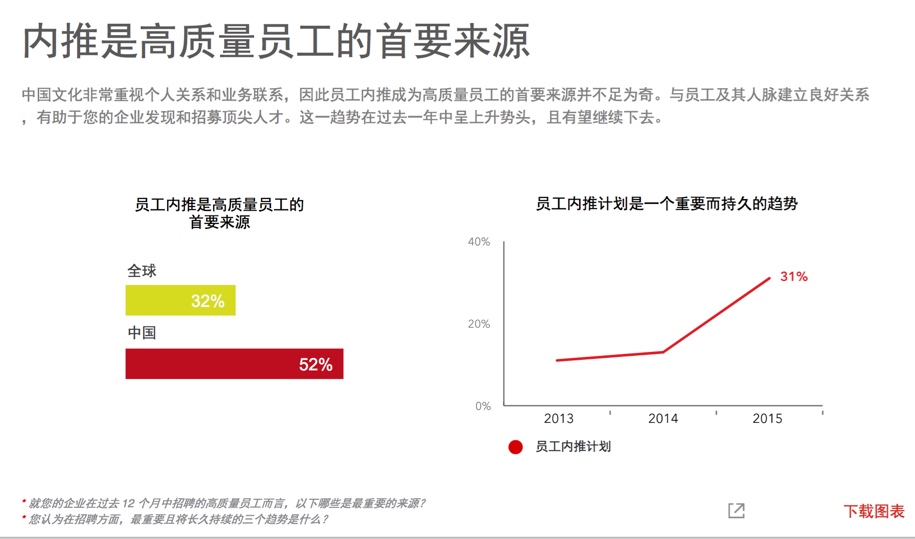 内推是高质量员工的首要来源
中国文化非常重视个人关系和业务联系，因此员工内推成为高质量员工的首要来源并不足为奇。与员工及其人脉建立良好关系
，有助于您的企业发现和招募顶尖人才。这一趋势在过去一年中呈上升势头，且有望继续下去。
员工内推是高质量员工的
首要来源
全球
32%
中国
52%
员工内推计划是一个重要而持久的趋势
40%
31%
20%
0%
2013 2014 2015
员工内推计划
* 就您的企业在过去 12 个月中招聘的高质量员工而言，以下哪些是最重要的来源？
* 您认为在招聘方面，最重要且将长久持续的三个趋势是什么？
下载图表